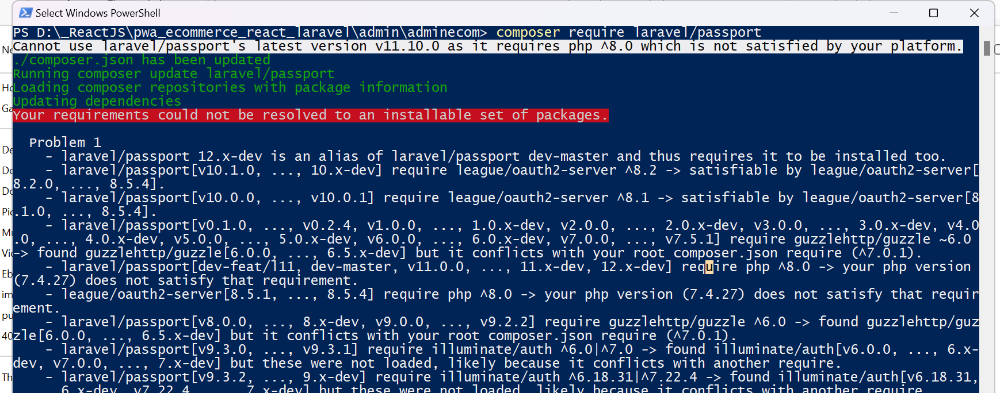 Select Windows PowerShell
PS D:\_ReactJS\pwa_ecommerce_react_laravel\admin\adminecom> composer require laravel/passport
Cannot use laravel/passport's latest version v11.10.0 as it requires php ^8.0 which is not satisfied by your platform.
./composer.json has been updated
Running composer update laravel/passport
Loading composer repositories with package information
Updating dependencies
Your requirements could not be resolved to an installable set of packages.
Problem 1
- laravel/passport 12.x-dev is an alias of laravel/passport dev-master and thus requires it to be installed too.
- laravel/passport[v10.1.0, ..., 10.x-dev] require league/oauth2-server ^8.2 -> satisfiable by league/oauth2-server[
8.2.0, ..., 8.5.4].
- laravel/passport[v10.0.0, ..., v10.0.1] require league/oauth2-server ^8.1 -> satisfiable by league/oauth2-server[8
.1.0, ..., 8.5.4].
- laravel/passport[v0.1.0, ..., v0.2.4, v1.0.0, ..., 1.0.x-dev, v2.0.0, ..., 2.0.x-dev, v3.0.0, ..., 3.0.x-dev, v4.0
.0, ..., 4.0.x-dev, v5.0.0, ..., 5.0.x-dev, v6.0.0, ..., 6.0.x-dev, v7.0.0, ..., v7.5.1] require guzzlehttp/guzzle ~6.0
-> found guzzlehttp/guzzle[6.0.0, ..., 6.5.x-dev] but it conflicts with your root composer.json require (^7.0.1).
- laravel/passport[dev-feat/l11, dev-master, v11.0.0, ..., 11.x-dev, 12.x-dev] require php ^8.0 -> your php version
(7.4.27) does not satisfy that requirement.
- league/oauth2-server[8.5.1, ..., 8.5.4] require php ^8.0 -> your php version (7.4.27) does not satisfy that requir
ement.
- laravel/passport[v8.0.0, ..., 8.x-dev, v9.0.0, ..., v9.2.2] require guzzlehttp/guzzle ^6.0 -> found guzzlehttp/guz
zle[6.0.0, ..., 6.5.x-dev] but it conflicts with your root composer.json require (^7.0.1).
- laravel/passport[v9.3.0, ..., v9.3.1] require illuminate/auth ^6.0|^7.0 -> found illuminate/auth[v6.0.0, ..., 6.x-
dev, v7.0.0, ..., 7.x-dev] but these were not loaded, likely because it conflicts with another require.
- laravel/passport[v9.3.2, ..., 9.x-dev] require illuminate/auth ^6.18.31|^7.22.4 -> found illuminate/auth[v6.18.31,
..., 6.x-dev, v7.22.4, ..., 7.x-dev] but these were not loaded, likely because it conflicts with another require.